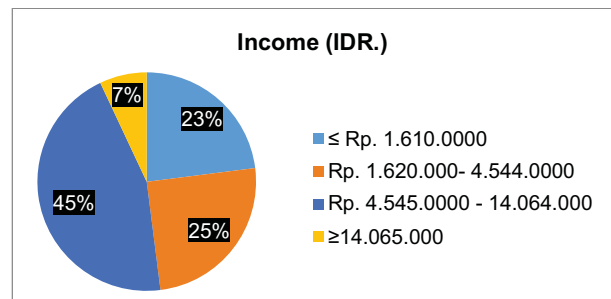 Income (IDR.)
7%
23%
45%
25%
≤ Rp. 1.610.0000
Rp. 1.620.000- 4.544.0000
Rp. 4.545.0000 - 14.064.000
≥14.065.000